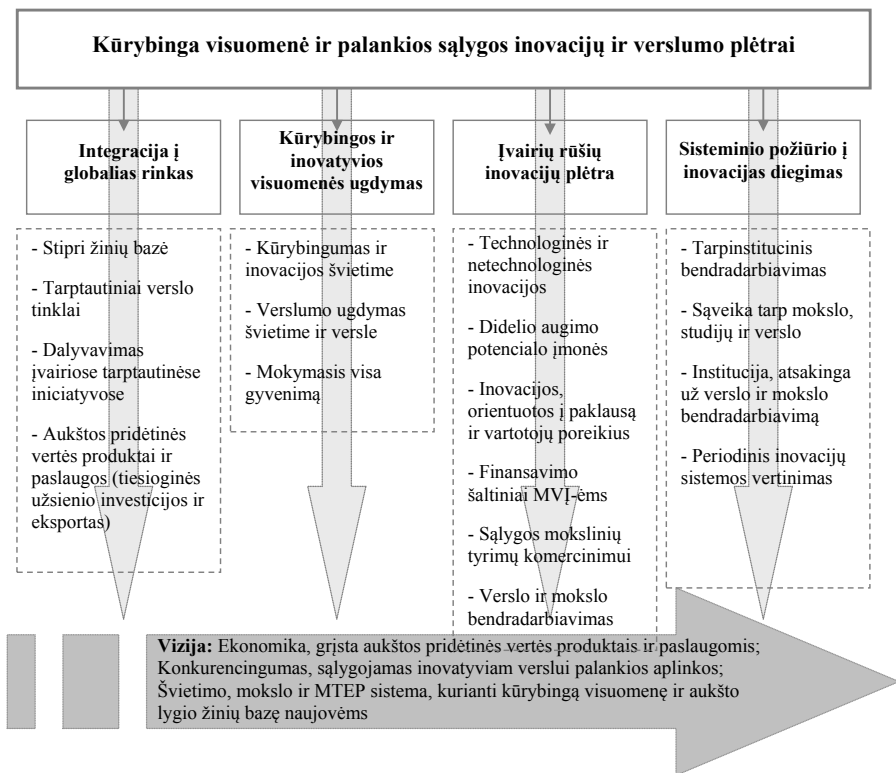 Kūrybinga visuomenė ir palankios sąlygos inovacijų ir verslumo plėtrai
Integracija į
globalias rinkas
- Stipri žinių bazė
- Tarptautiniai verslo
tinklai
- Dalyvavimas
įvairiose tarptautinėse
iniciatyvose
- Aukštos pridėtinės
vertės produktai ir
paslaugos (tiesioginės
užsienio investicijos ir
eksportas)
Kūrybingos ir
inovatyvios
visuomenės ugdymas
- Kūrybingumas ir
inovacijos švietime
- Verslumo ugdymas
švietime ir versle
- Mokymasis visa
gyvenimą
Įvairių rūšių
inovacijų plėtra
- Technologinės ir
netechnologinės
inovacijos
- Didelio augimo
potencialo įmonės
- Inovacijos,
orientuotos į paklausą
ir vartotojų poreikius
- Finansavimo
šaltiniai MVĮ-ėms
- Sąlygos mokslinių
tyrimų komercinimui
- Verslo ir mokslo
bendradarbiavimas
Sisteminio požiūrio į
inovacijas diegimas
- Tarpinstitucinis
bendradarbiavimas
- Sąveika tarp mokslo,
studijų ir verslo
- Institucija, atsakinga
už verslo ir mokslo
bendradarbiavimą
- Periodinis inovacijų
sistemos vertinimas
Vizija: Ekonomika, grįsta aukštos pridėtinės vertės produktais ir paslaugomis;
Konkurencingumas, sąlygojamas inovatyviam verslui palankios aplinkos;
Švietimo, mokslo ir MTEP sistema, kurianti kūrybingą visuomenę ir aukšto
lygio žinių bazę naujovėms